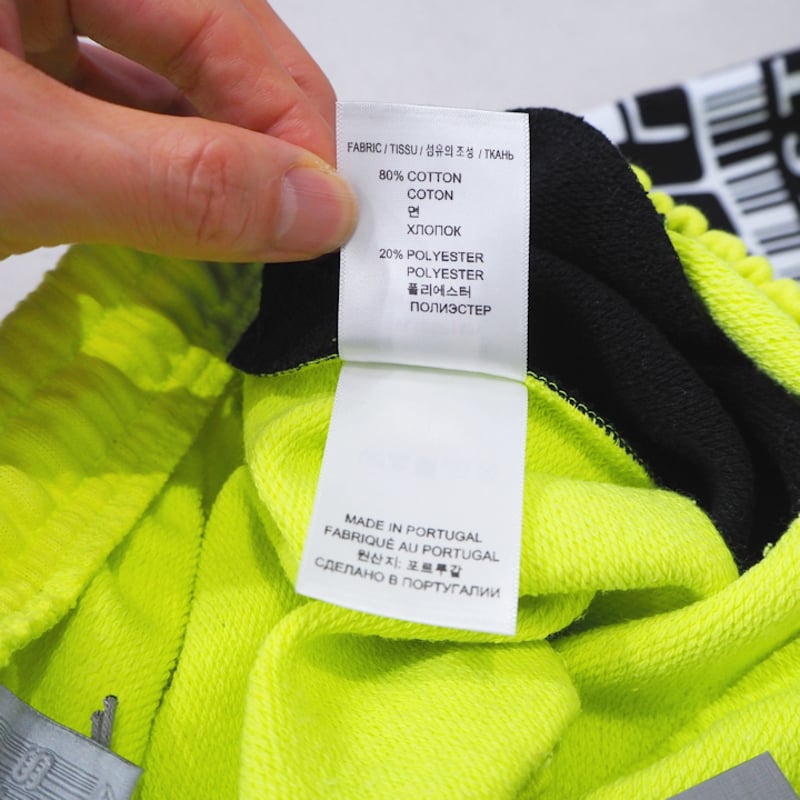 FABRIC / TISSU / 섬유의 조성 / ТКАНЬ
80% COTTON
COTON
면
ХЛОПОК
20% POLYESTER
POLYESTER
폴리에스터
ПОЛИЭСТЕР
MADE IN PORTUGAL
FABRIQUÉ AU PORTUGAL
원산지: 포르투갈
СДЕЛАНО В ПОРТУГАЛИИ